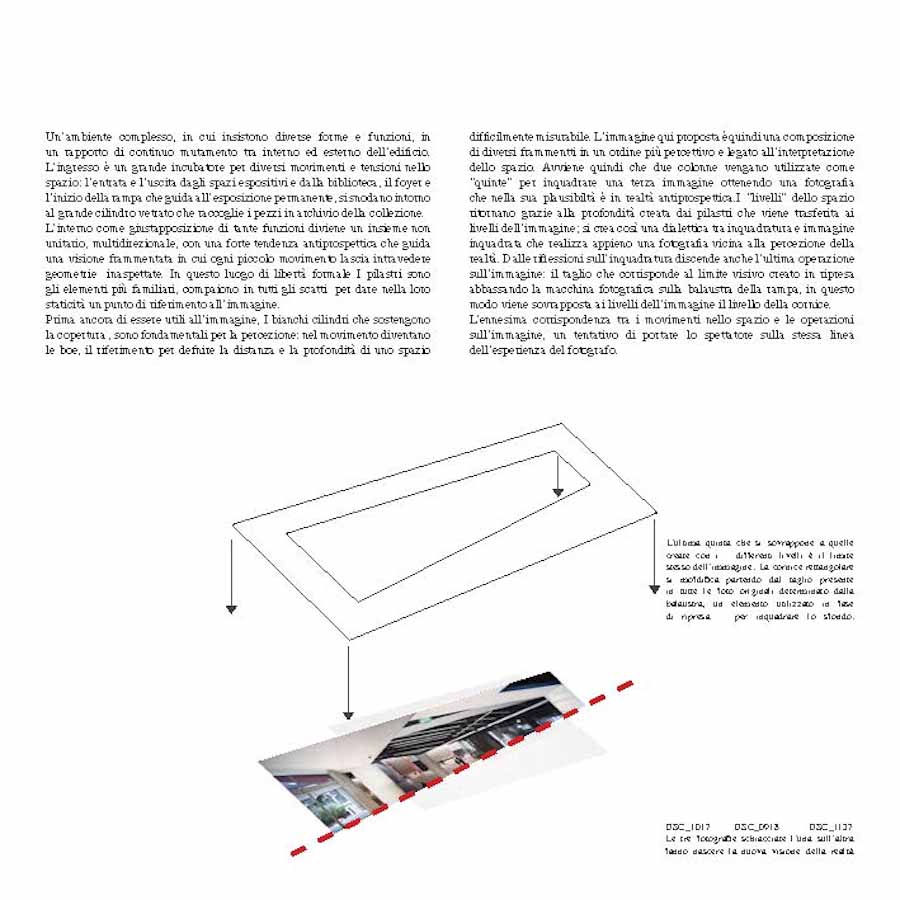 Un'ambiente complesso, in cui insistono diverse forme e funzioni, in
un rapporto di continuo mutamento tra interno ed esterno dell'edificio.
L'ingresso è un grande incubatore per diversi movimenti e tensioni nello
spazio: l'entrata e l'uscita dagli spazi espositivi e dalla biblioteca, il foyer e
l'inizio della rampa che guida all'esposizione permanente, si snodano intorno
al grande cilindro vetrato che raccoglie i pezzi in archivio della collezione.
L'interno come giustapposizione di tante funzioni diviene un insieme non
unitario, multidirezionale, con una forte tendenza antiprospettica che guida
una visione frammentata in cui ogni piccolo movimento lascia intravedere
geometrie inaspettate. In questo luogo di libertà formale I pilastri sono
gli elementi più familiari, compaiono in tutti gli scatti per dare nella loro
staticità un punto di riferimento all'immagine.
Prima ancora di essere utili all'immagine, I bianchi cilindri che sostengono
la copertura , sono fondamentali per la percezione: nel movimento diventano
le boe, il riferimento per defnire la distanza e la profondità di uno spazio
difficilmente misurabile. L'immagine qui proposta è quindi una composizione
di diversi frammentti in un ordine più percettivo e legato all'interpretazione
dello spazio. Avviene quindi che due colonne vengano utilizzate come
"quinte" per inquadrare una terza immagine ottenendo una fotografia
che nella sua plausibiltà è in realtà antiprospettica.I "livelli" dello spazio
ritornano grazie alla profondità creata dai pilastri che viene trasferita ai
livelli dell'immagine; si crea così una dialettica tra inquadratura e immagine
inquadrata che realizza appieno una fotografia vicina alla percezione della
realtà. Dalle riflessioni sull'inquadratura discende anche l'ultima operazione
sull'immagine: il taglio che corrisponde al limite visivo creato in ripresa
abbassando la macchina fotografica sulla balaustra della rampa, in questo
modo viene sovrapposta ai livelli dell'immagine il livello della cornice.
L'ennesima corrispondenza tra i movimenti nello spazio e le operazioni
sull'immagine, un tentativo di portare lo spettatore sulla stessa linea
dell'esperienza del fotografo.
L'ultima quinta che si sovrappone a quelle
create con i differenti livelli è il limite
stesso dell'immagine. La cornice rettangolare
si modifica partendo dal taglio presente
in tutte le foto originali determinato dalla
balaustra, un elemento utilizzato in fase
di ripresa per inquadrare lo sfondo.
DSC_1017 DSC_0913 DSC_1137
Le tre fotografie schiacciate l'una sull'altra
fanno nascere la nuova visione della realtà